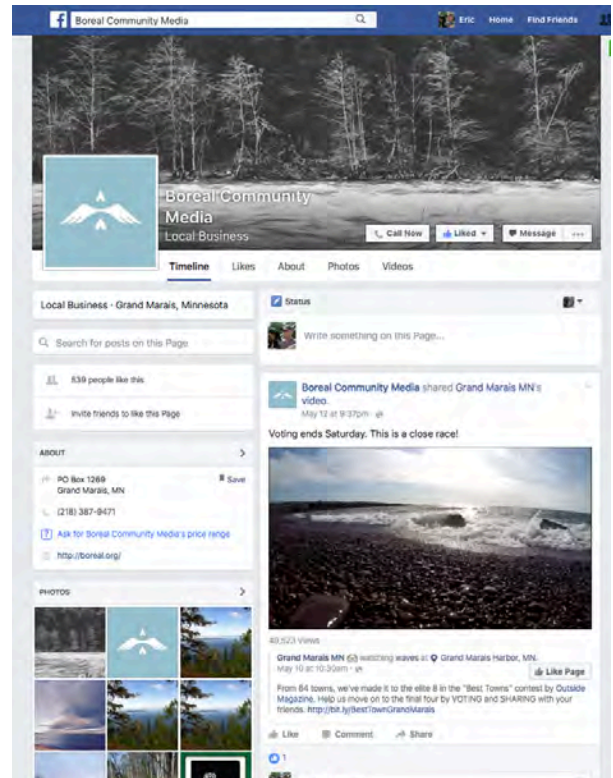 Boreal Community Media
Eric Home Find Friends
Boreal Community
Media
Local Business
Call Now Liked Message
Timeline Likes About Photos Videos
Local Business · Grand Marais, Minnesota
Search for posts on this Page
839 people like this
Invite friends to like this Page
ABOUT
PO Box 1269
Grand Marais, MN
Save
(218) 387-9471
Ask for Boreal Community Media's price range
http://boreal.org/
PHOTOS
Status
Write something on this Page...
Boreal Community Media shared Grand Marais MN's
video.
May 12 at 9:37pm
Voting ends Saturday. This is a close race!
Views
Grand Marais MN watching waves at Grand Marais Harbor, MN.
May 10 at 10:30am
Like Page
From 64 towns, we've made it to the elite 8 in the "Best Towns" contest by Outside
Magazine. Help us move on to the final four by VOTING and SHARING with your
friends. http://bit.ly/BestTownGrandMarais
Like Comment Share
1